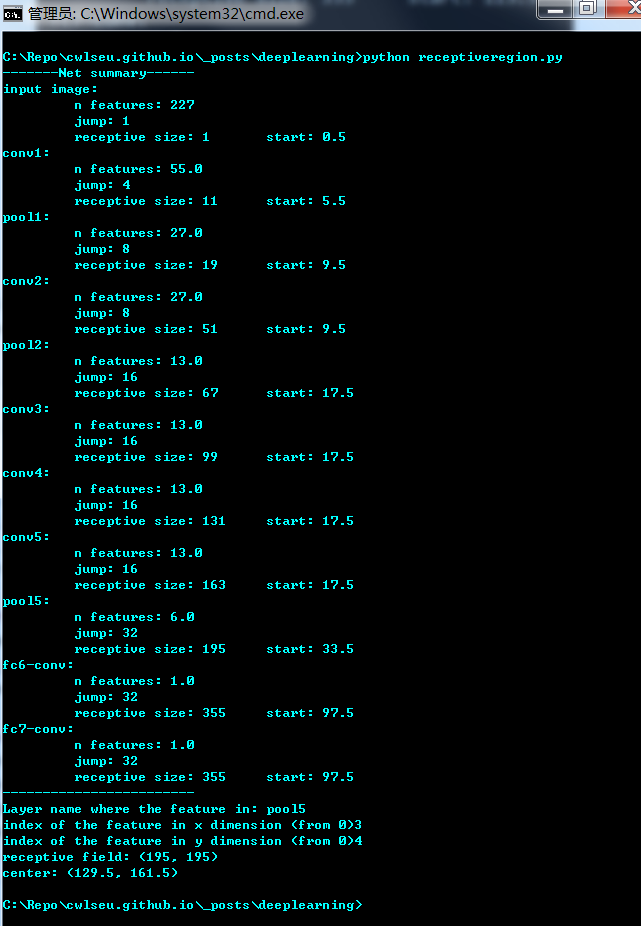 管理员: C:\Windows\system32\cmd.exe
C:\Repo\cwlseu.github.io\_posts\deeplearning>python receptiveregion.py
-------Net summary------
input image:
n features: 227
jump: 1
receptive size: 1 start: 0.5
conv1:
n features: 55.0
jump: 4
receptive size: 11 start: 5.5
pool1:
n features: 27.0
jump: 8
receptive size: 19 start: 9.5
conv2:
n features: 27.0
jump: 8
receptive size: 51 start: 9.5
pool2:
n features: 13.0
jump: 16
receptive size: 67 start: 17.5
conv3:
n features: 13.0
jump: 16
receptive size: 99 start: 17.5
conv4:
n features: 13.0
jump: 16
receptive size: 131 start: 17.5
conv5:
n features: 13.0
jump: 16
receptive size: 163 start: 17.5
pool5:
n features: 6.0
jump: 32
receptive size: 195 start: 33.5
fc6-conv:
n features: 1.0
jump: 32
receptive size: 355 start: 97.5
fc7-conv:
n features: 1.0
jump: 32
receptive size: 355 start: 97.5
------------------------
Layer name where the feature in: pool5
index of the feature in x dimension (from 0)3
index of the feature in y dimension (from 0)4
receptive field: (195, 195)
center: (129.5, 161.5)
C:\Repo\cwlseu.github.io\_posts\deeplearning>